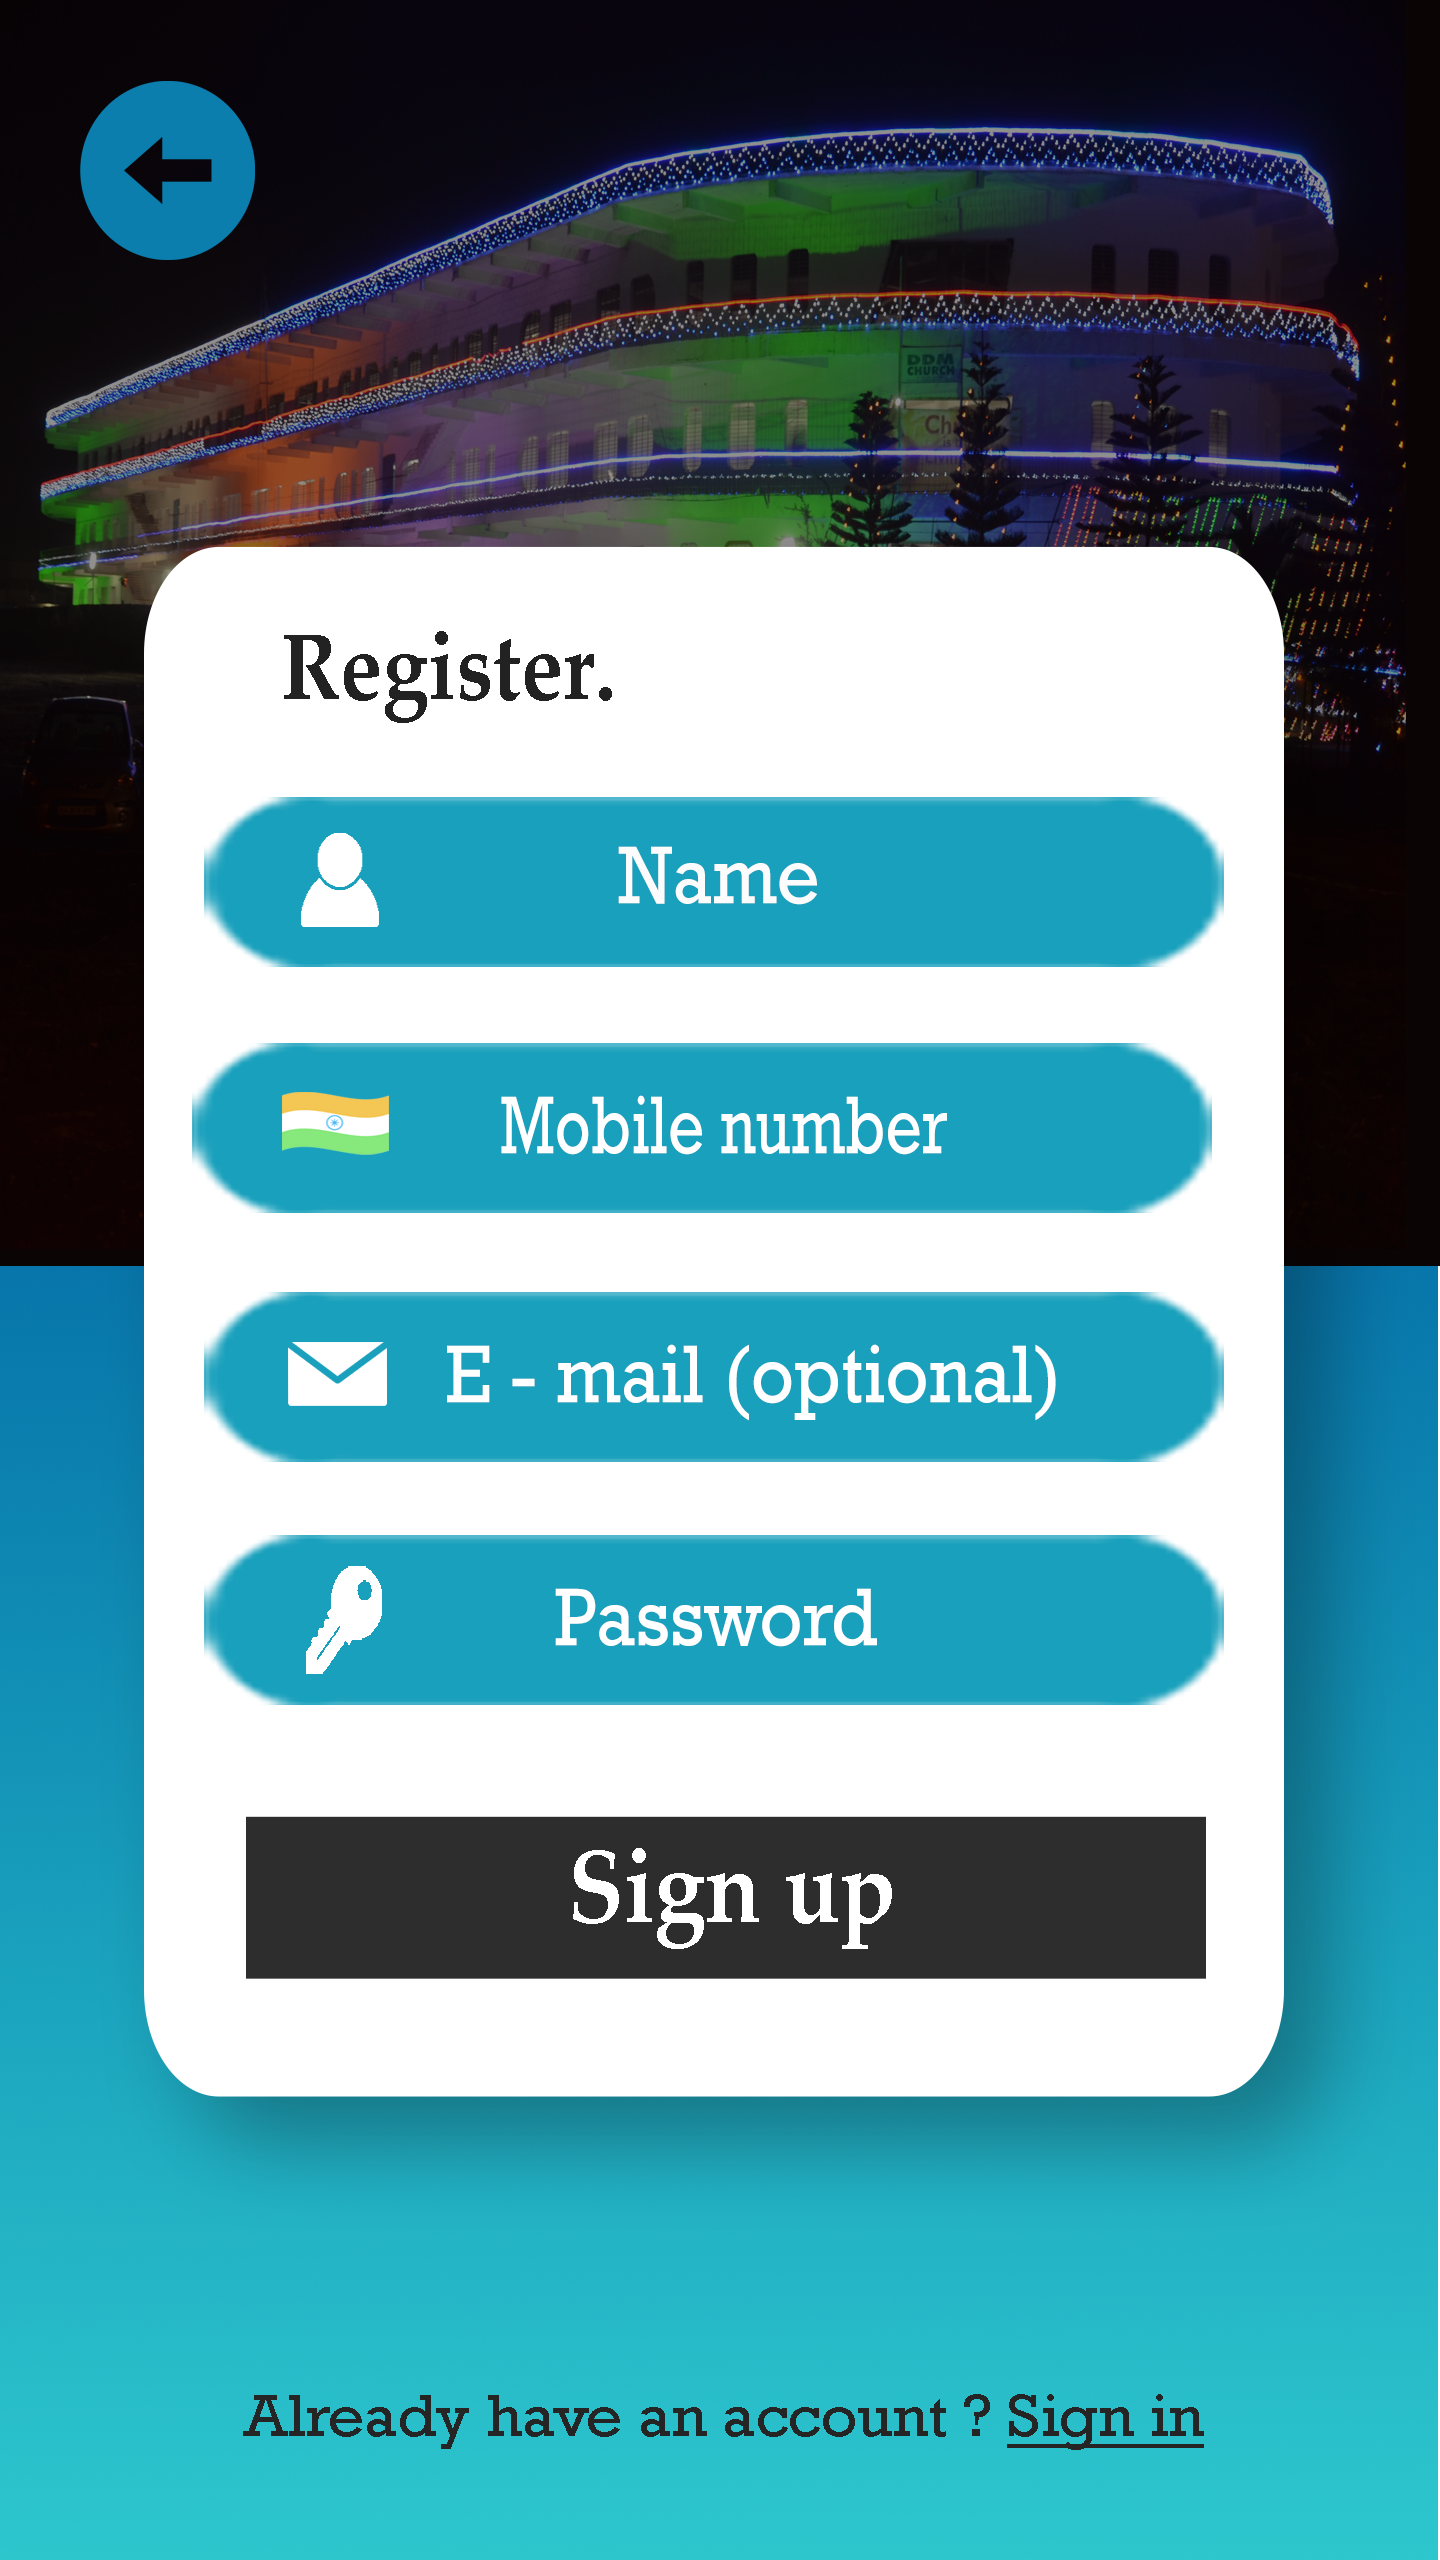 DDM
CHURCH
Register.
Name
Mobile number
E - mail (optional)
Password
Sign up
Already have an account ? Sign in